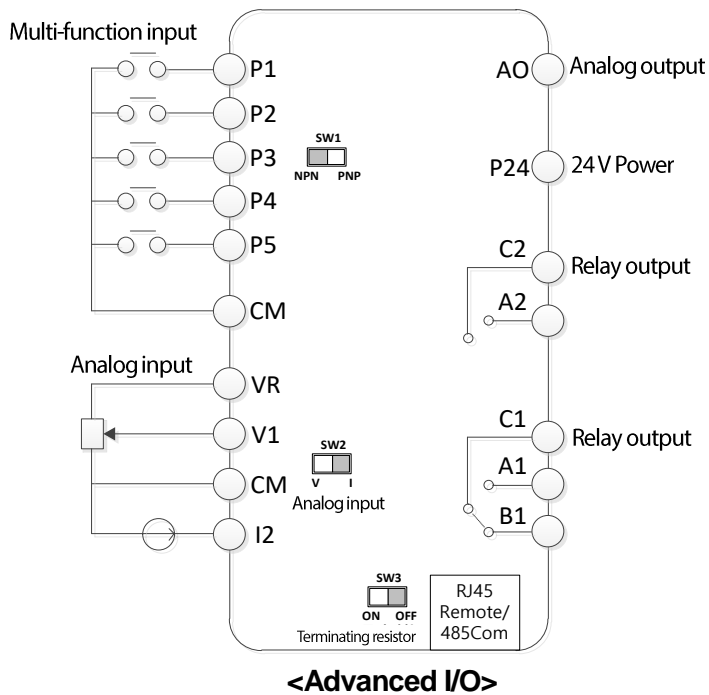 Multi-function input
P1
P2
P3
P4
P5
CM
SW1
NPN PNP
Analog input
VR
V1
CM
I2
SW2
V I
Analog input
SW3
ON OFF
Terminating resistor
RJ45
Remote/
485Com
AO Analog output
P24 24 V Power
C2 Relay output
A2
C1 Relay output
A1
B1
<Advanced I/O>